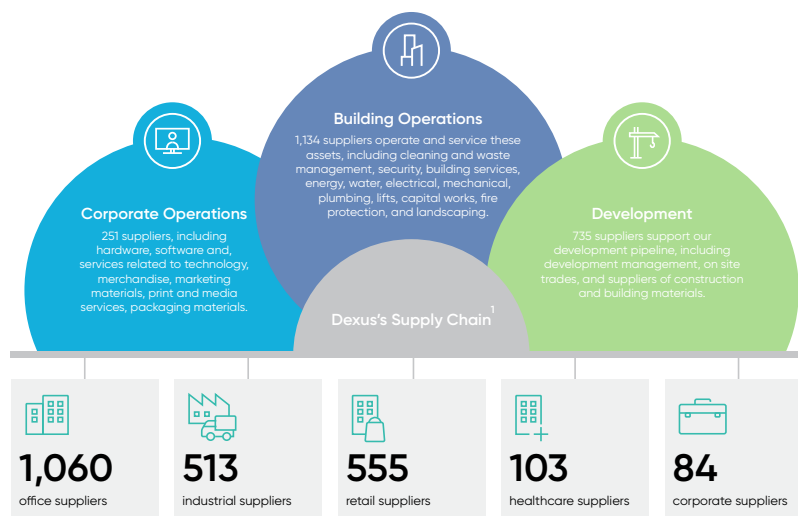 Building Operations
1,134 suppliers operate and service these
assets, including cleaning and waste
management, security, building services,
energy, water, electrical, mechanical,
plumbing, lifts, capital works, fire
protection, and landscaping.
Corporate Operations
251 suppliers, including
hardware, software and,
services related to technology,
merchandise, marketing
materials, print and media
services, packaging materials.
Development
735 suppliers support our
development pipeline, including
development management, on site
trades, and suppliers of construction
and building materials.
Dexus's Supply Chain1
1,060
office suppliers
513
industrial suppliers
555
retail suppliers
103
healthcare suppliers
84
corporate suppliers